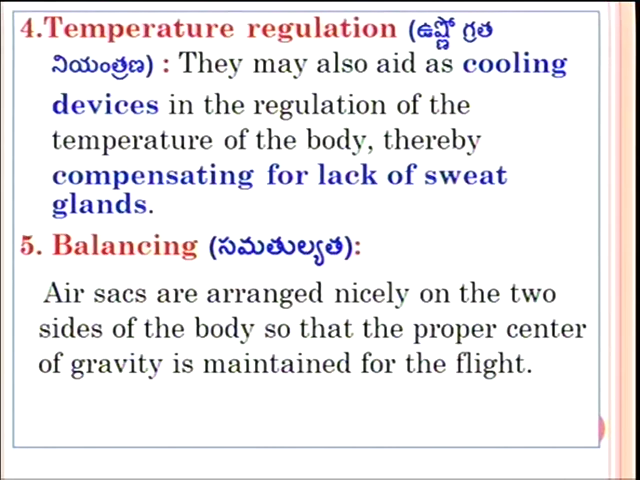 4.Temperature regulation (ఉష్ణోగ్రత
నియంత్రణ) : They may also aid as cooling
devices in the regulation of the
temperature of the body, thereby
compensating for lack of sweat
glands.
5. Balancing (సమతుల్యత):
Air sacs are arranged nicely on the two
sides of the body so that the proper center
of gravity is maintained for the flight.